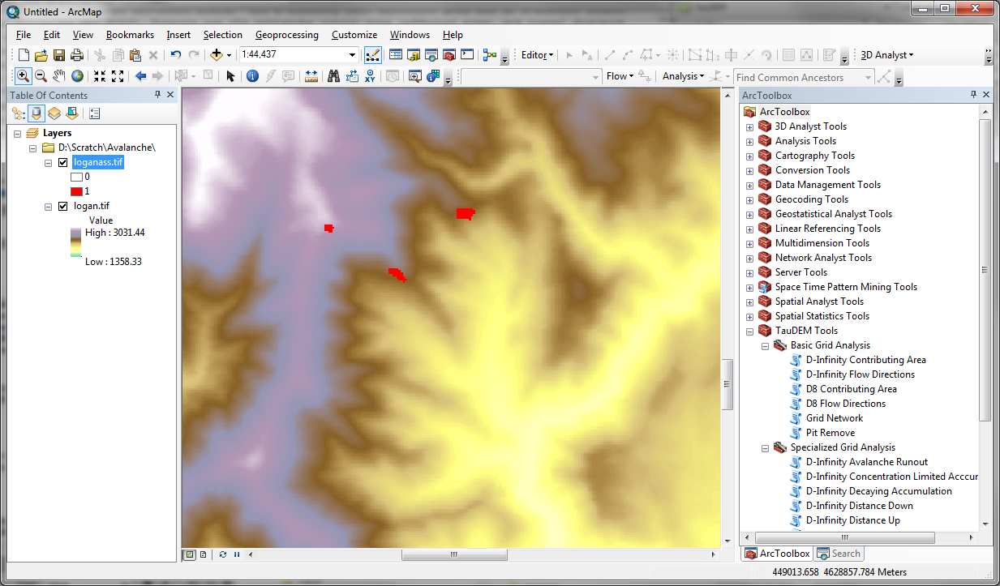 Untitled - ArcMap
File Edit View Bookmarks Insert Selection Geoprocessing Customize Windows Help
1:44,437 Editor 3D Analyst
Flow Analysis Find Common Ancestors
Table Of Contents
Layers
D:\Scratch\Avalanche\
loganass.tif
0
1
logan.tif
Value
High : 3031.44
Low : 1358.33
ArcToolbox
ArcToolbox
3D Analyst Tools
Analysis Tools
Cartography Tools
Conversion Tools
Data Management Tools
Geocoding Tools
Geostatistical Analyst Tools
Linear Referencing Tools
Multidimension Tools
Network Analyst Tools
Server Tools
Space Time Pattern Mining Tools
Spatial Analyst Tools
Spatial Statistics Tools
TauDEM Tools
Basic Grid Analysis
D-Infinity Contributing Area
D-Infinity Flow Directions
D8 Contributing Area
D8 Flow Directions
Grid Network
Pit Remove
Specialized Grid Analysis
D-Infinity Avalanche Runout
D-Infinity Concentration Limited Acccur
D-Infinity Decaying Accumulation
D-Infinity Distance Down
D-Infinity Distance Up
ArcToolbox Search
449013.658 4628857.784 Meters